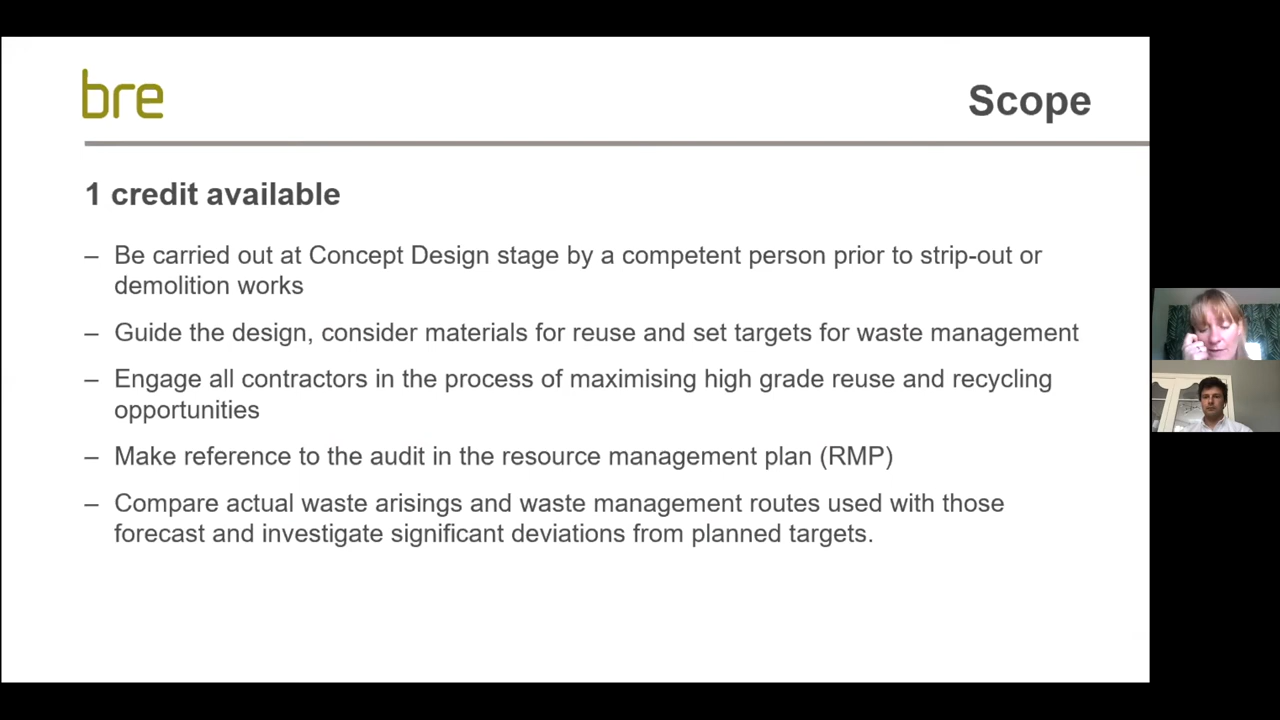 bre
Scope
1 credit available
– Be carried out at Concept Design stage by a competent person prior to strip-out or
demolition works
– Guide the design, consider materials for reuse and set targets for waste management
– Engage all contractors in the process of maximising high grade reuse and recycling
opportunities
– Make reference to the audit in the resource management plan (RMP)
– Compare actual waste arisings and waste management routes used with those
forecast and investigate significant deviations from planned targets.